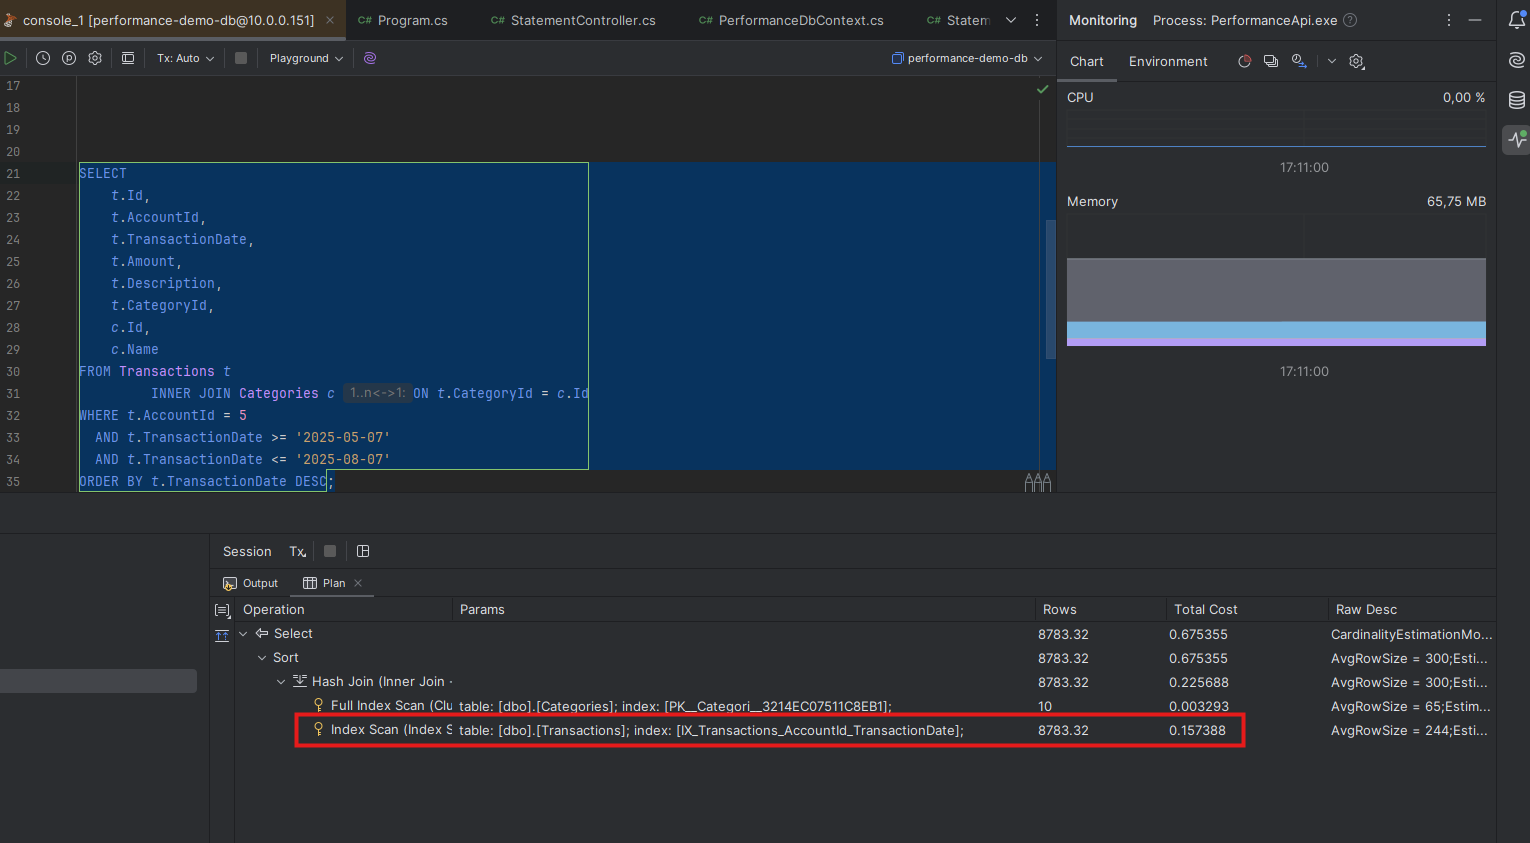 console_1 [performance-demo-db@10.0.0.151]
C# Program.cs
C# StatementController.cs
C# PerformanceDbContext.cs
C# Statem
Monitoring
Process: PerformanceApi.exe
Tx: Auto
Playground
performance-demo-db
Chart
Environment
17
18
19
20
21 SELECT
22 t.Id,
23 t.AccountId,
24 t.TransactionDate,
25 t.Amount,
26 t.Description,
27 t.CategoryId,
28 c.Id,
29 c.Name
30 FROM Transactions t
31 INNER JOIN Categories c 1..n<->1: ON t.CategoryId = c.Id
32 WHERE t.AccountId = 5
33 AND t.TransactionDate >= '2025-05-07'
34 AND t.TransactionDate <= '2025-08-07'
35 ORDER BY t.TransactionDate DESC;
CPU 0,00 %
17:11:00
Memory 65,75 MB
17:11:00
Session Tx
Output Plan
Operation Params Rows Total Cost Raw Desc
Select 8783.32 0.675355 CardinalityEstimationMo...
Sort 8783.32 0.675355 AvgRowSize = 300;Esti...
Hash Join (Inner Join 8783.32 0.225688 AvgRowSize = 300;Esti...
Full Index Scan (Clu table: [dbo].[Categories]; index: [PK__Categori__3214EC07511C8EB1]; 10 0.003293 AvgRowSize = 65;Estim...
Index Scan (Index S table: [dbo].[Transactions]; index: [IX_Transactions_AccountId_TransactionDate]; 8783.32 0.157388 AvgRowSize = 244;Esti...